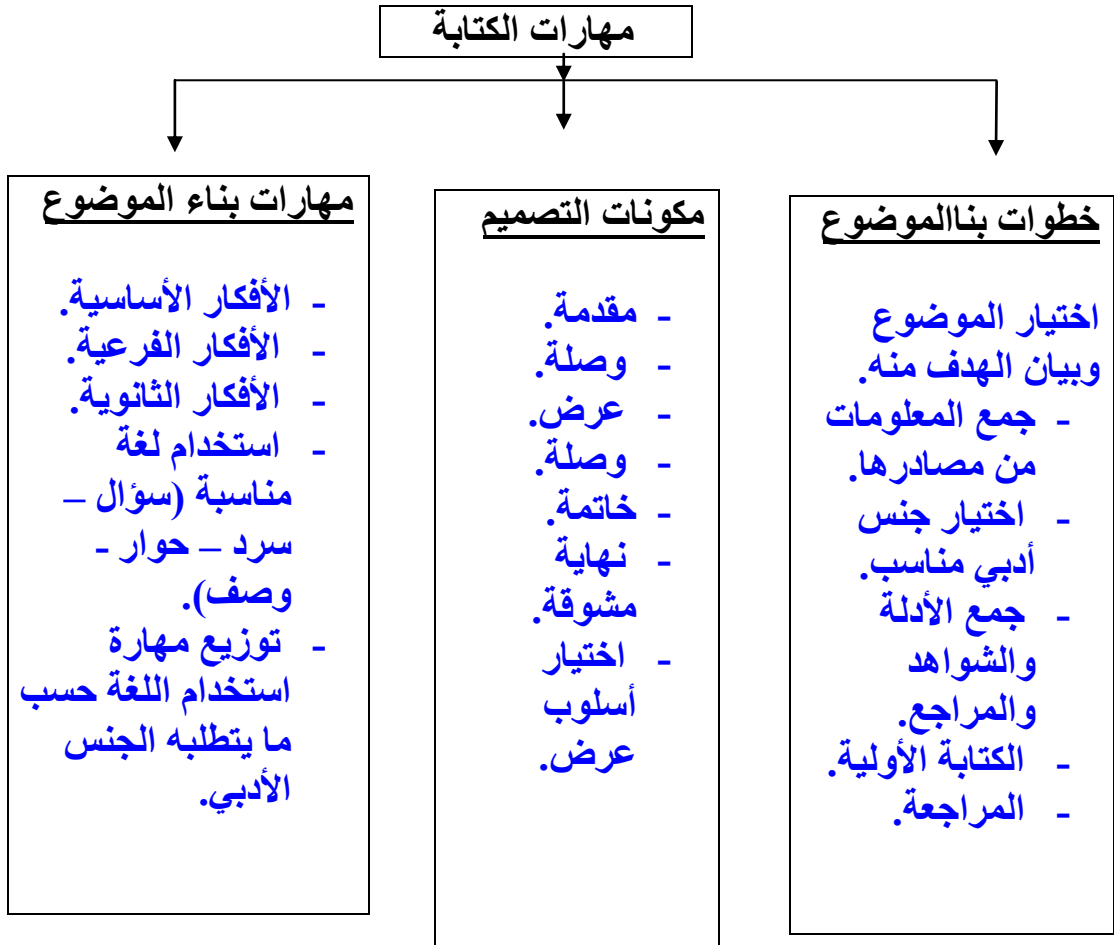 مهارات الكتابة
خطوات بناالموضوع
اختيار الموضوع
وبيان الهدف منه.
- جمع المعلومات
من مصادرها.
- اختيار جنس
أدبي مناسب.
- جمع الأدلة
والشواهد
والمراجع.
- الكتابة الأولية.
- المراجعة.
مكونات التصميم
- مقدمة.
- وصلة.
- عرض.
- وصلة.
- خاتمة.
- نهاية
مشوقة.
- اختيار
أسلوب
عرض.
مهارات بناء الموضوع
- الأفكار الأساسية.
- الأفكار الفرعية.
- الأفكار الثانوية.
- استخدام لغة
مناسبة (سؤال –
سرد – حوار -
وصف).
- توزيع مهارة
استخدام اللغة حسب
ما يتطلبه الجنس
الأدبي.